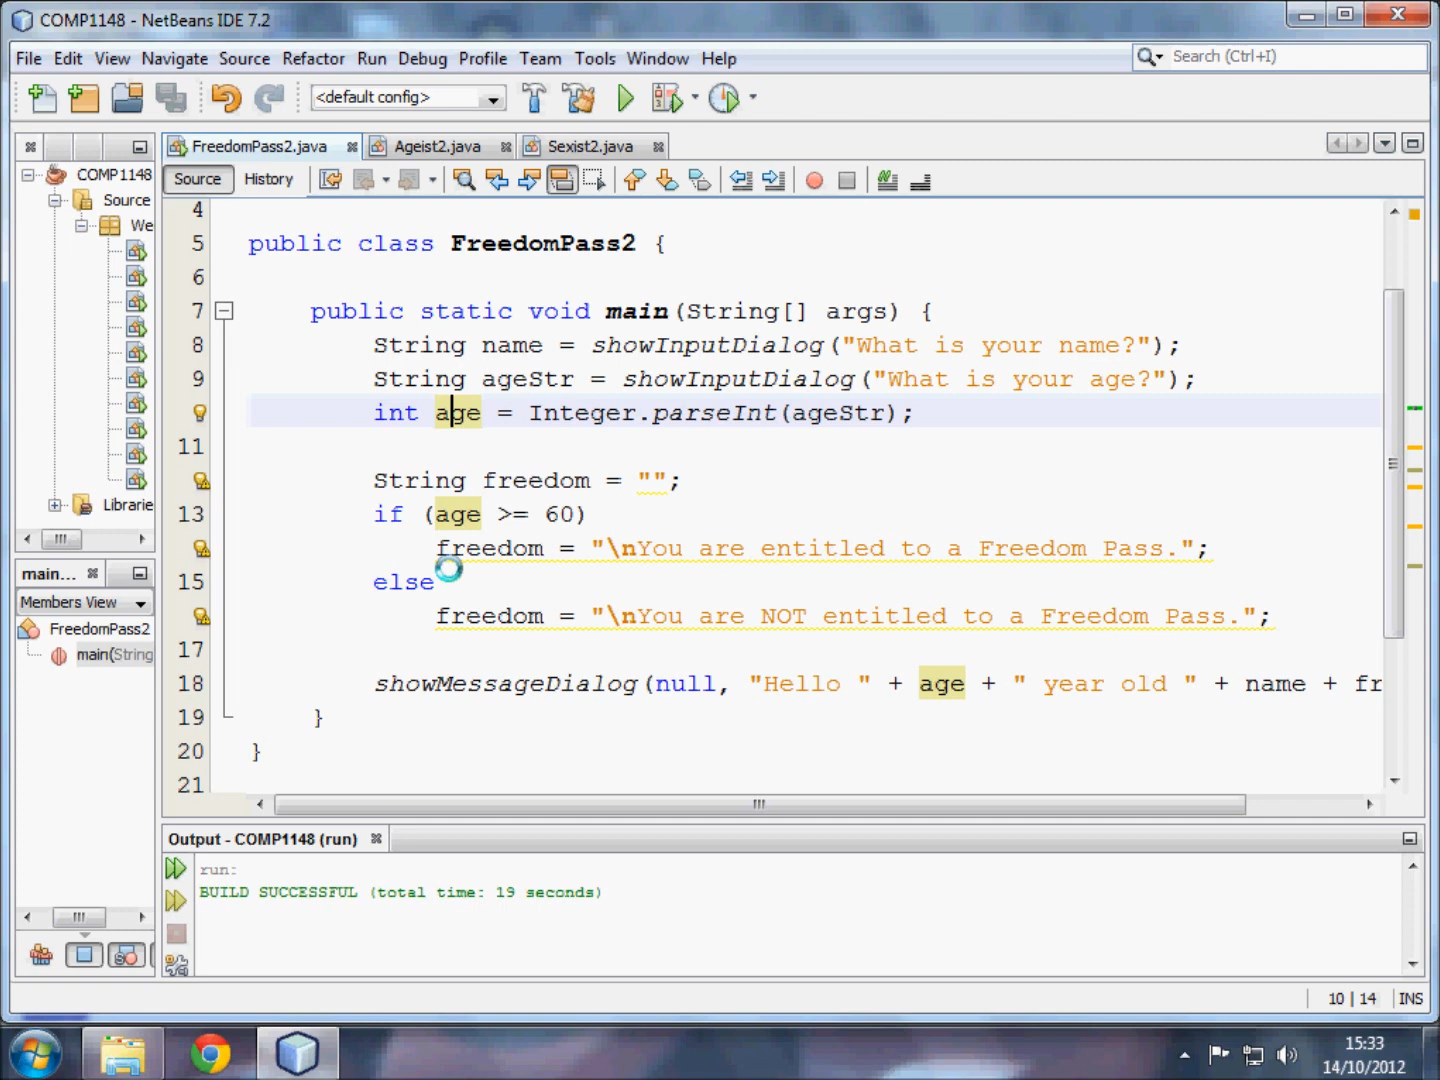 COMP1148 - NetBeans IDE 7.2
File Edit View Navigate Source Refactor Run Debug Profile Team Tools Window Help
Search (Ctrl+I)
<default config>
FreedomPass2.java Ageist2.java Sexist2.java
COMP1148
Source
We
Librarie
Source History
4
5 public class FreedomPass2 {
6
7 public static void main(String[] args) {
8 String name = showInputDialog("What is your name?");
9 String ageStr = showInputDialog("What is your age?");
int age = Integer.parseInt(ageStr);
11
String freedom = "";
13 if (age >= 60)
freedom = "\nYou are entitled to a Freedom Pass.";
15 else
freedom = "\nYou are NOT entitled to a Freedom Pass.";
17
18 showMessageDialog(null, "Hello " + age + " year old " + name + fr
19 }
20 }
21
main...
Members View
FreedomPass2
main(String
Output - COMP1148 (run)
run:
BUILD SUCCESSFUL (total time: 19 seconds)
10 | 14 INS
15:33
14/10/2012